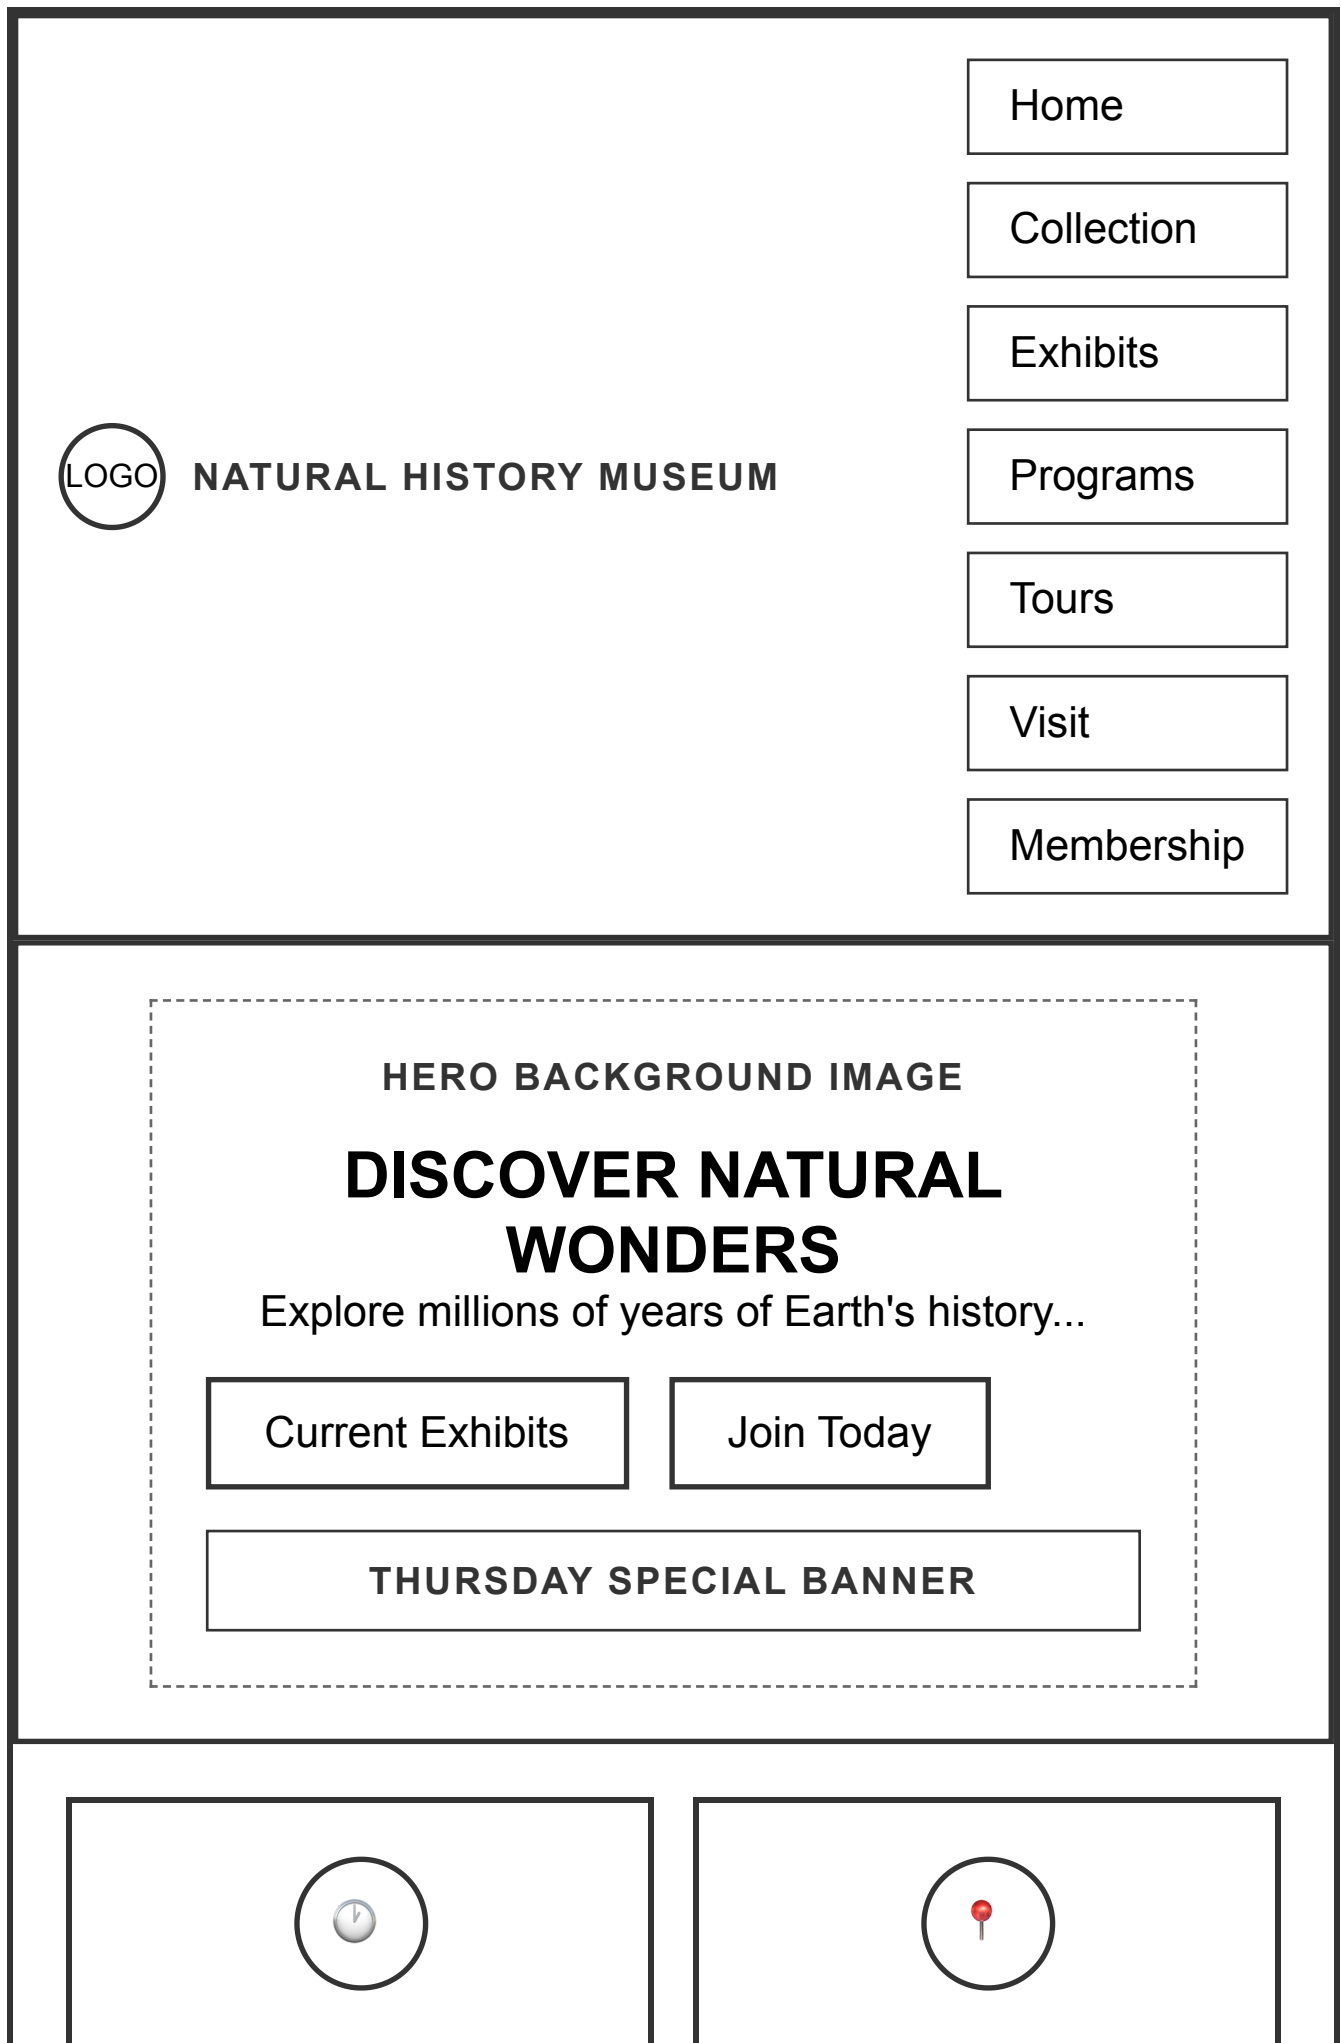 Home
Collection
Exhibits
LOGO NATURAL HISTORY MUSEUM
Programs
Tours
Visit
Membership
HERO BACKGROUND IMAGE
DISCOVER NATURAL
WONDERS
Explore millions of years of Earth's history...
Current Exhibits
Join Today
THURSDAY SPECIAL BANNER